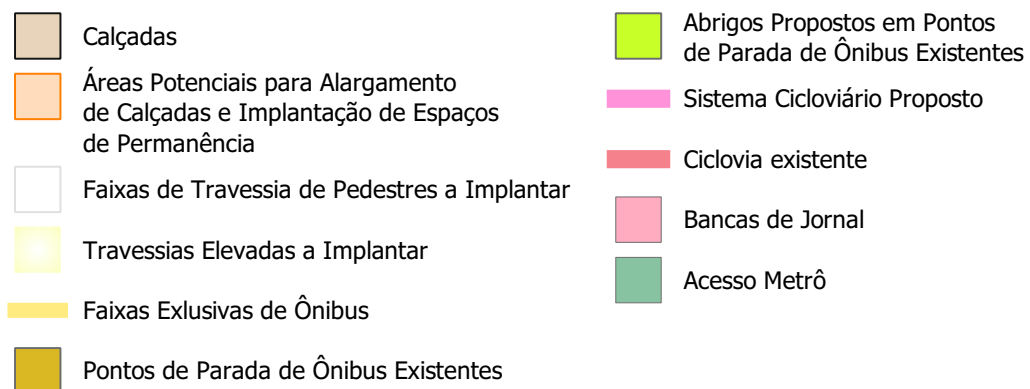 Calçadas
Áreas Potenciais para Alargamento
de Calçadas e Implantação de Espaços
de Permanência
Faixas de Travessia de Pedestres a Implantar
Travessias Elevadas a Implantar
Faixas Exlusivas de Ônibus
Pontos de Parada de Ônibus Existentes
Abrigos Propostos em Pontos
de Parada de Ônibus Existentes
Sistema Cicloviário Proposto
Ciclovia existente
Bancas de Jornal
Acesso Metrô